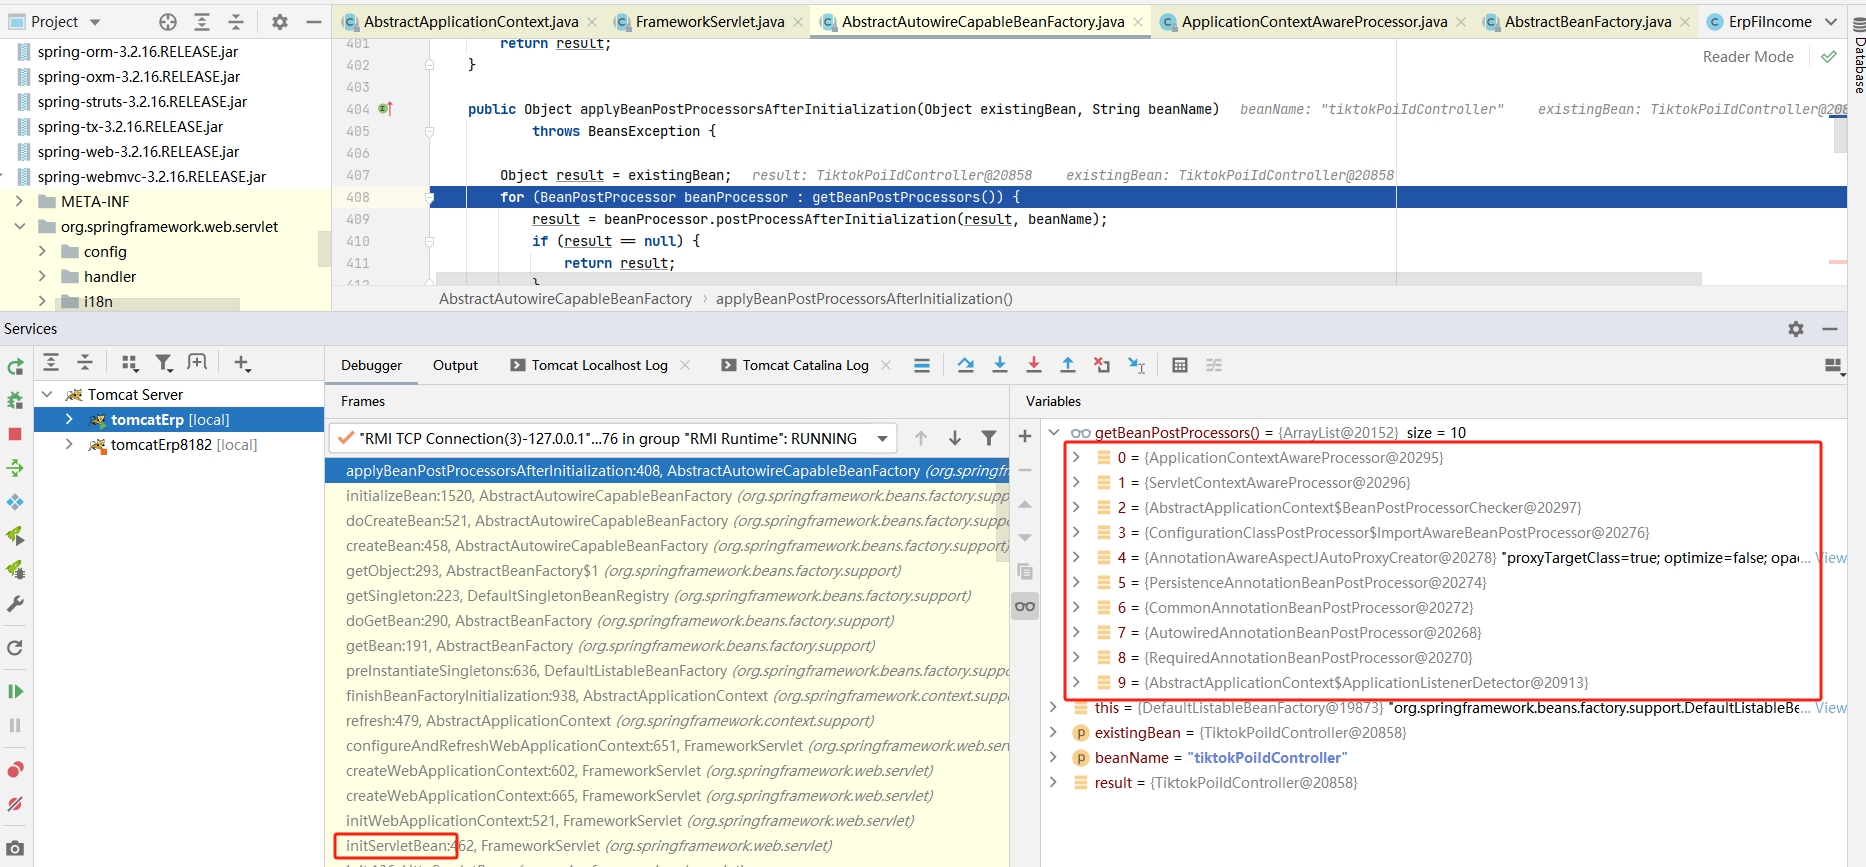 Project
AbstractApplicationContext.java
FrameworkServlet.java
AbstractAutowireCapableBeanFactory.java
ApplicationContextAwareProcessor.java
AbstractBeanFactory.java
ErpFiIncome
Database
spring-orm-3.2.16.RELEASE.jar
spring-oxm-3.2.16.RELEASE.jar
spring-struts-3.2.16.RELEASE.jar
spring-tx-3.2.16.RELEASE.jar
spring-web-3.2.16.RELEASE.jar
spring-webmvc-3.2.16.RELEASE.jar
META-INF
org.springframework.web.servlet
config
handler
i18n
Reader Mode
401 return result;
402 }
403
404 public Object applyBeanPostProcessorsAfterInitialization(Object existingBean, String beanName) beanName: "tiktokPoiIdController" existingBean: TiktokPoiIdController@208
405 throws BeansException {
406
407 Object result = existingBean; result: TiktokPoiIdController@20858 existingBean: TiktokPoiIdController@20858
408 for (BeanPostProcessor beanProcessor : getBeanPostProcessors()) {
409 result = beanProcessor.postProcessAfterInitialization(result, beanName);
410 if (result == null) {
411 return result;
412 }
AbstractAutowireCapableBeanFactory › applyBeanPostProcessorsAfterInitialization()
Services
Tomcat Server
tomcatErp [local]
tomcatErp8182 [local]
Debugger
Output
Tomcat Localhost Log
Tomcat Catalina Log
Frames
"RMI TCP Connection(3)-127.0.0.1"...76 in group "RMI Runtime": RUNNING
applyBeanPostProcessorsAfterInitialization:408, AbstractAutowireCapableBeanFactory (org.springfr
initializeBean:1520, AbstractAutowireCapableBeanFactory (org.springframework.beans.factory.supp
doCreateBean:521, AbstractAutowireCapableBeanFactory (org.springframework.beans.factory.suppo
createBean:458, AbstractAutowireCapableBeanFactory (org.springframework.beans.factory.support)
getObject:293, AbstractBeanFactory$1 (org.springframework.beans.factory.support)
getSingleton:223, DefaultSingletonBeanRegistry (org.springframework.beans.factory.support)
doGetBean:290, AbstractBeanFactory (org.springframework.beans.factory.support)
getBean:191, AbstractBeanFactory (org.springframework.beans.factory.support)
preInstantiateSingletons:636, DefaultListableBeanFactory (org.springframework.beans.factory.suppo
finishBeanFactoryInitialization:938, AbstractApplicationContext (org.springframework.context.suppo
refresh:479, AbstractApplicationContext (org.springframework.context.support)
configureAndRefreshWebApplicationContext:651, FrameworkServlet (org.springframework.web.serv
createWebApplicationContext:602, FrameworkServlet (org.springframework.web.servlet)
createWebApplicationContext:665, FrameworkServlet (org.springframework.web.servlet)
initWebApplicationContext:521, FrameworkServlet (org.springframework.web.servlet)
initServletBean:462, FrameworkServlet (org.springframework.web.servlet)
Variables
getBeanPostProcessors() = {ArrayList@20152} size = 10
0 = {ApplicationContextAwareProcessor@20295}
1 = {ServletContextAwareProcessor@20296}
2 = {AbstractApplicationContext$BeanPostProcessorChecker@20297}
3 = {ConfigurationClassPostProcessor$ImportAwareBeanPostProcessor@20276}
4 = {AnnotationAwareAspectJAutoProxyCreator@20278} "proxyTargetClass=true; optimize=false; opac... View
5 = {PersistenceAnnotationBeanPostProcessor@20274}
6 = {CommonAnnotationBeanPostProcessor@20272}
7 = {AutowiredAnnotationBeanPostProcessor@20268}
8 = {RequiredAnnotationBeanPostProcessor@20270}
9 = {AbstractApplicationContext$ApplicationListenerDetector@20913}
this = {DefaultListableBeanFactory@19873} "org.springframework.beans.factory.support.DefaultListableBe... View
existingBean = {TiktokPoiIdController@20858}
beanName = "tiktokPoiIdController"
result = {TiktokPoiIdController@20858}